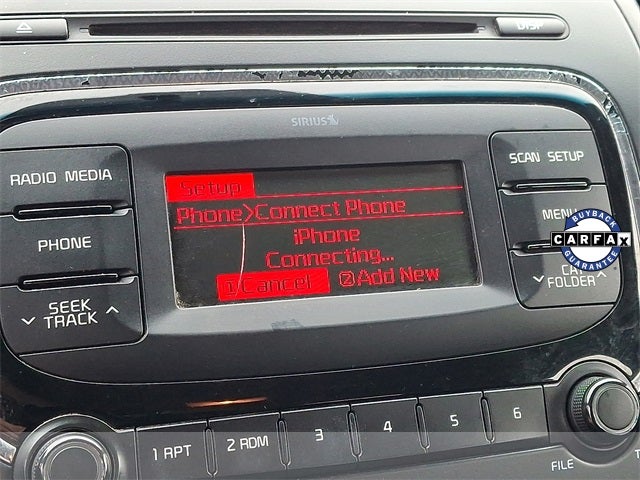 DISP
SIRIUS
RADIO MEDIA
SCAN SETUP
Setup
Phone>Connect Phone
PHONE
iPhone
MENU
Connecting...
1 Cancel 2 Add New
BUYBACK
CARFAX
GUARANTEE
SEEK
TRACK
CAT
FOLDER
1 RPT
2 RDM
3
4
5
6
FILE